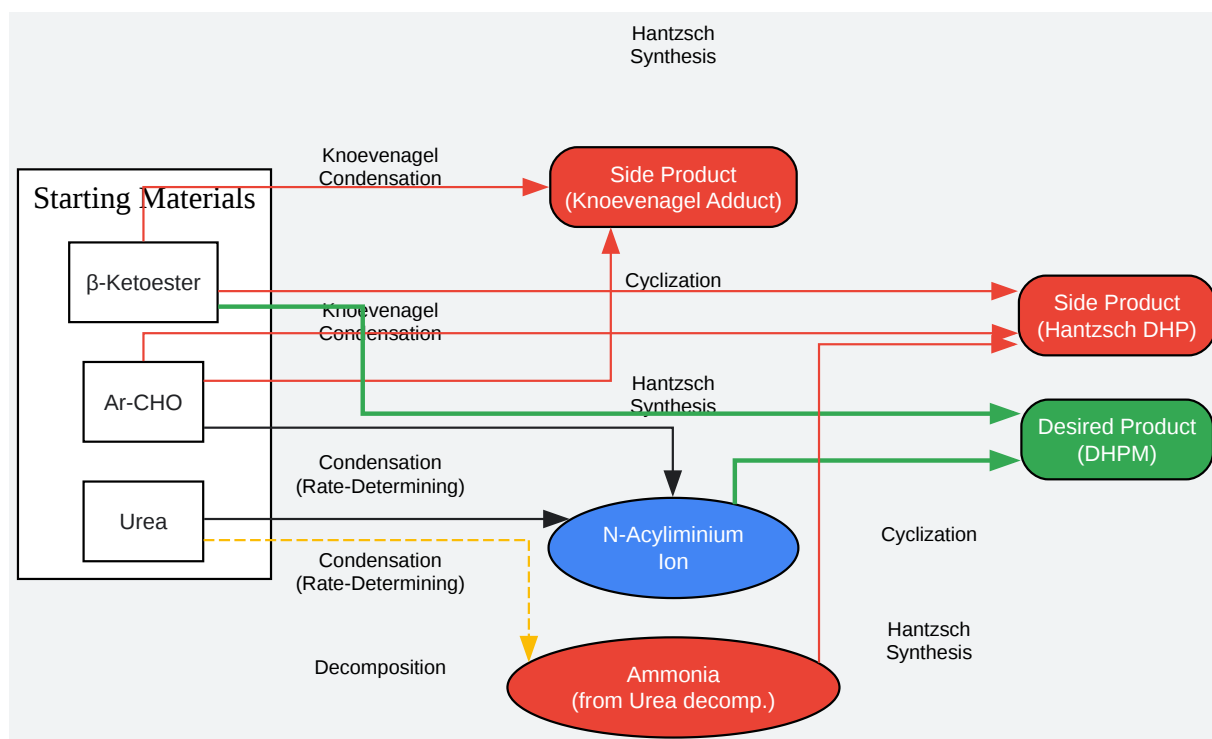 Hantzsch
Synthesis
Knoevenagel
Condensation
Side Product
(Knoevenagel Adduct)
Starting Materials
β-Ketoester
Cyclization
Side Product
(Hantzsch DHP)
Knoevenagel
Condensation
Ar-CHO
Hantzsch
Synthesis
Desired Product
(DHPM)
Condensation
(Rate-Determining)
Urea
N-Acyliminium
Ion
Cyclization
Condensation
(Rate-Determining)
Hantzsch
Synthesis
Decomposition
Ammonia
(from Urea decomp.)